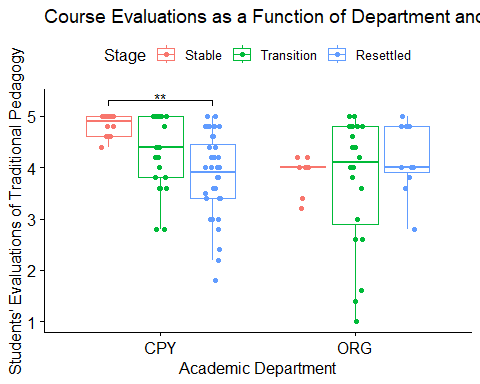 Course Evaluations as a Function of Department and
Stage Stable Transition Resettled
Students' Evaluations of Traditional Pedagogy
**
5
4
3
2
1
CPY ORG
Academic Department